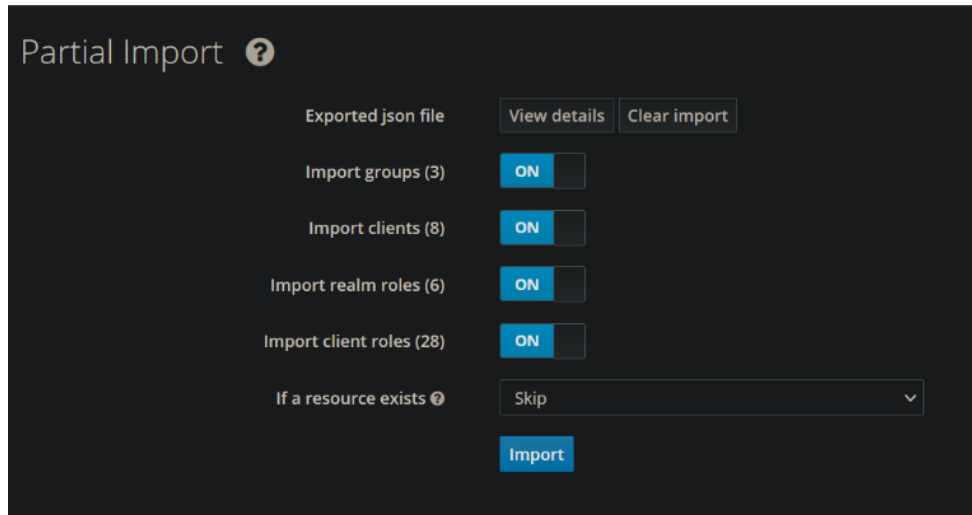 Partial Import ?
Exported json file View details Clear import
Import groups (3) ON
Import clients (8) ON
Import realm roles (6) ON
Import client roles (28) ON
If a resource exists ? Skip
Import